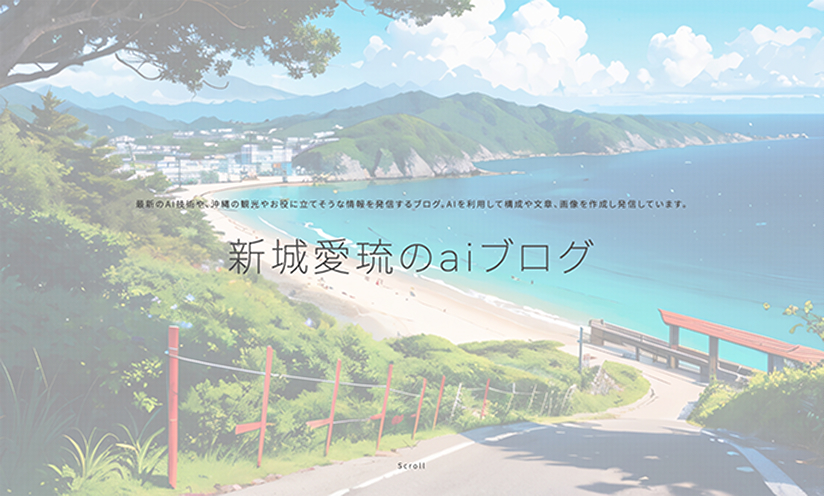 最新のAI技術や、沖縄の観光やお役に立てそうな情報を発信するブログ。AIを利用して構成や文章、画像を作成し発信しています。
新城愛琉のaiブログ
Scroll